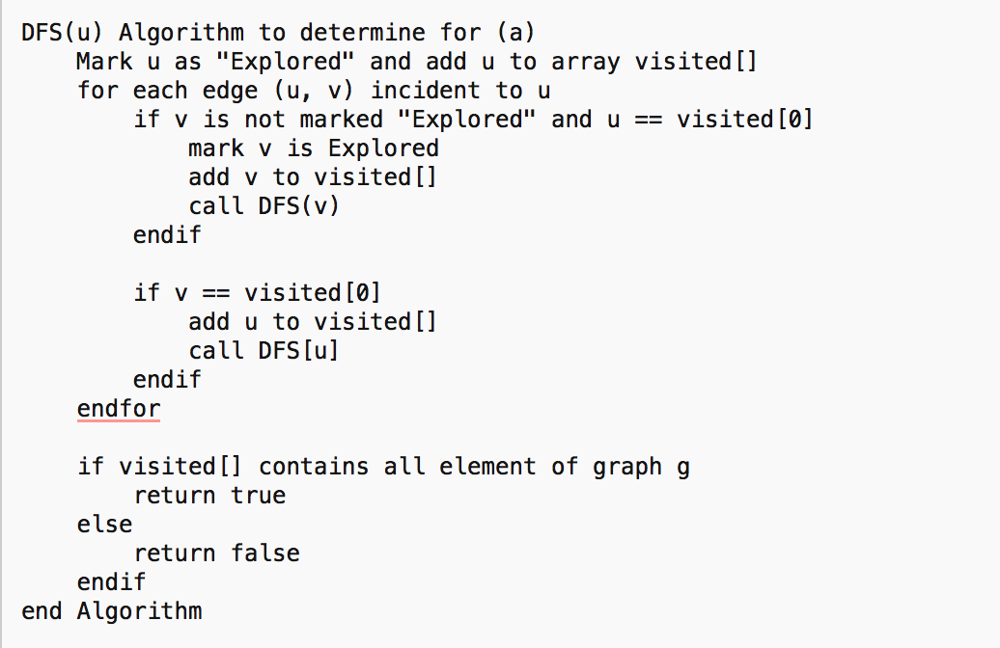 DFS(u) Algorithm to determine for (a)
    Mark u as "Explored" and add u to array visited[]
    for each edge (u, v) incident to u
        if v is not marked "Explored" and u == visited[0]
            mark v is Explored
            add v to visited[]
            call DFS(v)
        endif

        if v == visited[0]
            add u to visited[]
            call DFS[u]
        endif
    endfor

    if visited[] contains all element of graph g
        return true
    else
        return false
    endif
end Algorithm